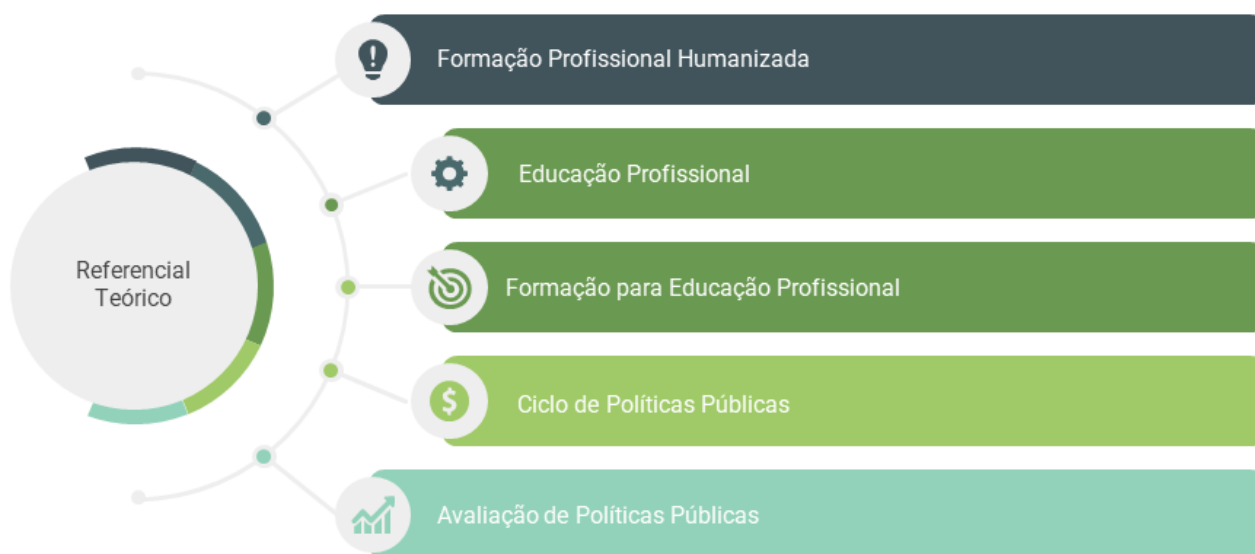 Formação Profissional Humanizada
Educação Profissional
Referencial
Teórico
Formação para Educação Profissional
Ciclo de Políticas Públicas
Avaliação de Políticas Públicas